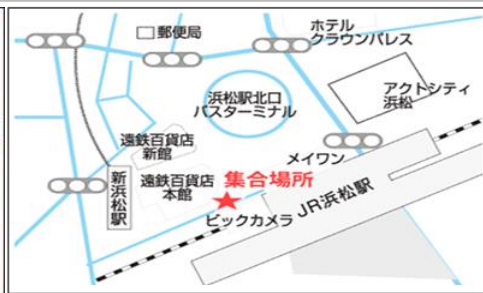 郵便局
ホテル
クラウンパレス
浜松駅北口
バスターミナル
アクトシティ
浜松
遠鉄百貨店
新館
メイワン
新浜松駅
遠鉄百貨店
本館
集合場所
JR浜松駅
ビックカメラ